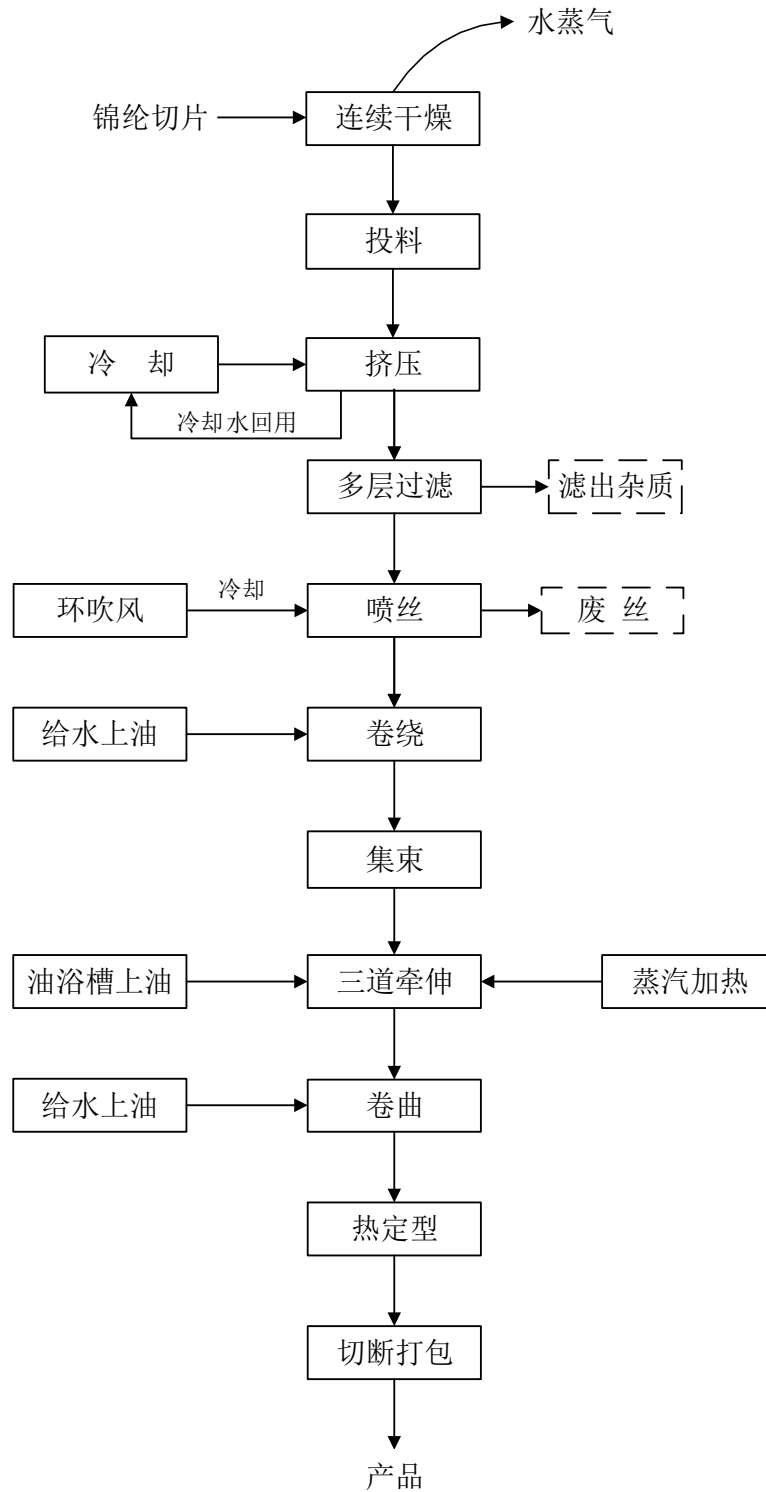 水蒸气
锦纶切片
连续干燥
投料
冷 却
挤压
冷却水回用
多层过滤
滤出杂质
环吹风
冷却
喷丝
废 丝
给水上油
卷绕
集束
油浴槽上油
三道牵伸
蒸汽加热
给水上油
卷曲
热定型
切断打包
产品